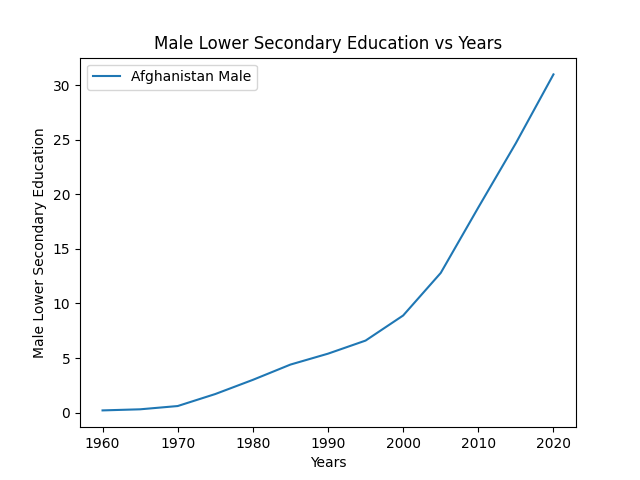 Male Lower Secondary Education vs Years
Afghanistan Male
Male Lower Secondary Education
30
25
20
15
10
5
0
1960 1970 1980 1990 2000 2010 2020
Years